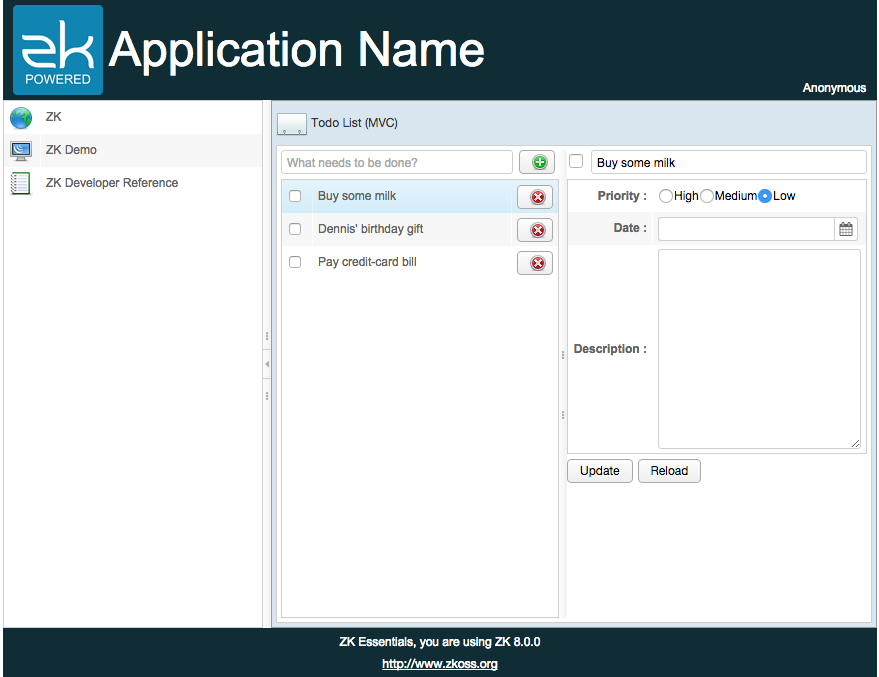 zk
POWERED
Application Name
Anonymous
ZK
ZK Demo
ZK Developer Reference
Todo List (MVC)
What needs to be done?
Buy some milk
Dennis' birthday gift
Pay credit-card bill
Buy some milk
Priority : High Medium Low
Date :
Description :
Update Reload
ZK Essentials, you are using ZK 8.0.0
http://www.zkoss.org